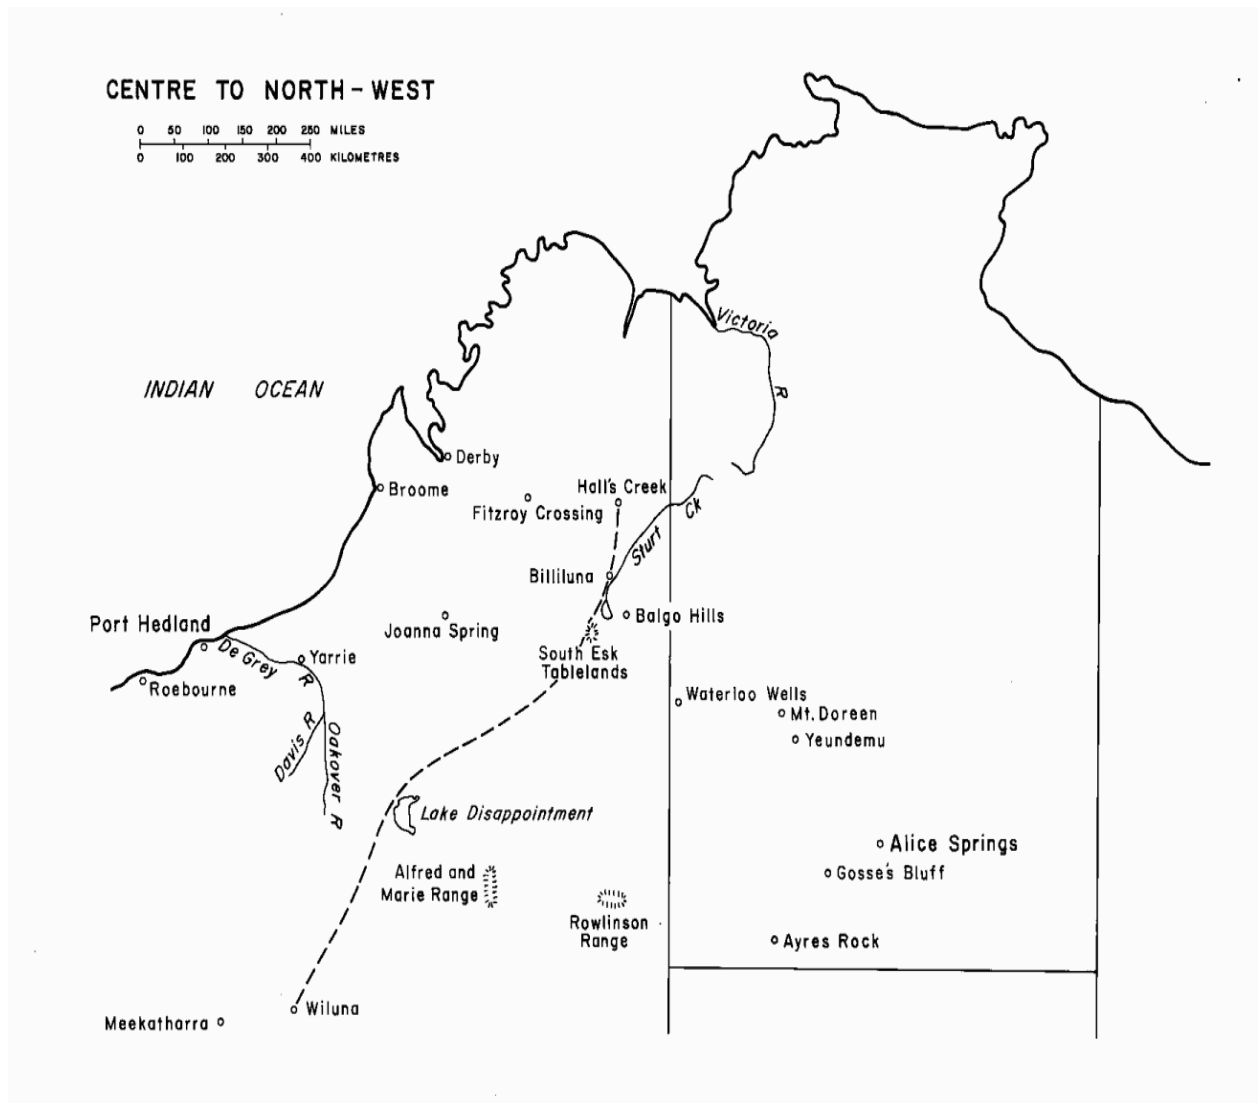 CENTRE TO NORTH-WEST
0 50 100 150 200 250 MILES
0 100 200 300 400 KILOMETRES
INDIAN OCEAN
Victoria
R
Derby
Broome
Hall's Creek
Fitzroy Crossing
Sturt
Ck
Billiluna
Balgo Hills
Port Hedland
Joanna Spring
De Grey
R
Yarrie
South Esk
Tablelands
Roebourne
Waterloo Wells
Mt. Doreen
Yeundemu
Davis R
Oakover R
Lake Disappointment
Alice Springs
Gosse's Bluff
Alfred and
Marie Range
Rowlinson
Range
Ayres Rock
Wiluna
Meekatharra